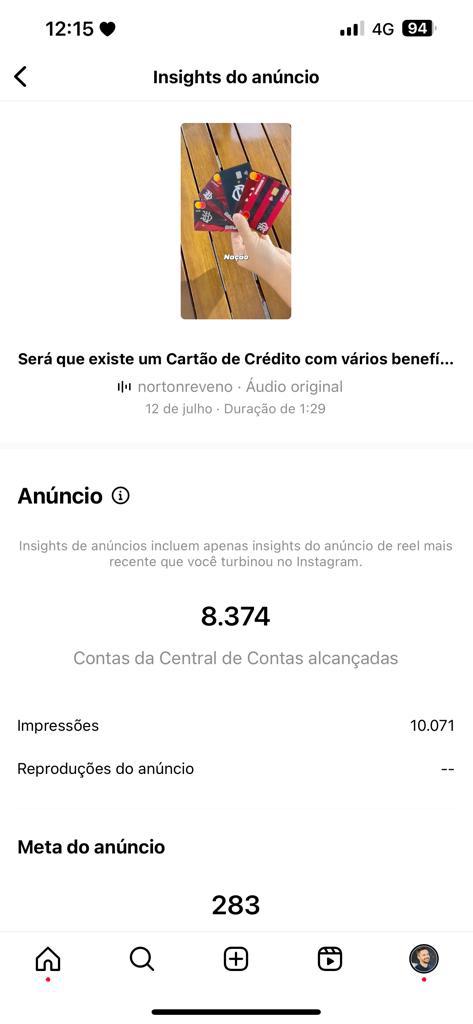 12:15
4G
94
Insights do anúncio
Nação
Será que existe um Cartão de Crédito com vários benefí...
nortonreveno · Áudio original
12 de julho · Duração de 1:29
Anúncio
Insights de anúncios incluem apenas insights do anúncio de reel mais
recente que você turbinou no Instagram.
8.374
Contas da Central de Contas alcançadas
Impressões 10.071
Reproduções do anúncio --
Meta do anúncio
283